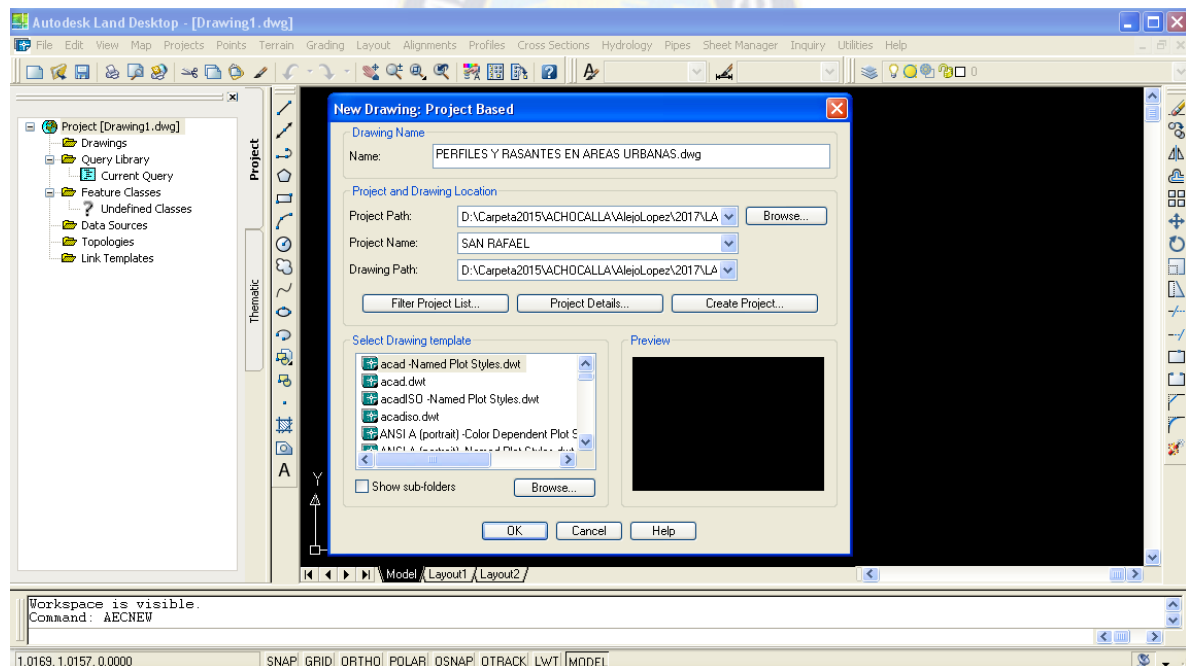 Autodesk Land Desktop - [Drawing1.dwg]
File Edit View Map Projects Points Terrain Grading Layout Alignments Profiles Cross Sections Hydrology Pipes Sheet Manager Inquiry Utilities Help
0
Project [Drawing1.dwg]
Drawings
Query Library
Current Query
Feature Classes
Undefined Classes
Data Sources
Topologies
Link Templates
Project
Thematic
New Drawing: Project Based
Drawing Name
Name: PERFILES Y RASANTES EN AREAS URBANAS.dwg
Project and Drawing Location
Project Path: D:\Carpeta2015\ACHOCALLA\AlejoLopez\2017\LA Browse...
Project Name: SAN RAFAEL
Drawing Path: D:\Carpeta2015\ACHOCALLA\AlejoLopez\2017\LA
Filter Project List... Project Details... Create Project...
Select Drawing template
Preview
acad -Named Plot Styles.dwt
acad.dwt
acadISO -Named Plot Styles.dwt
acadiso.dwt
ANSI A (portrait) -Color Dependent Plot S
ANSI A (portrait) -Named Plot Styles.dwt
Show sub-folders Browse...
OK Cancel Help
A
Y
Model Layout1 Layout2
Workspace is visible.
Command: AECNEW
1.0169, 1.0157, 0.0000 SNAP GRID ORTHO POLAR OSNAP OTRACK LWT MODEL